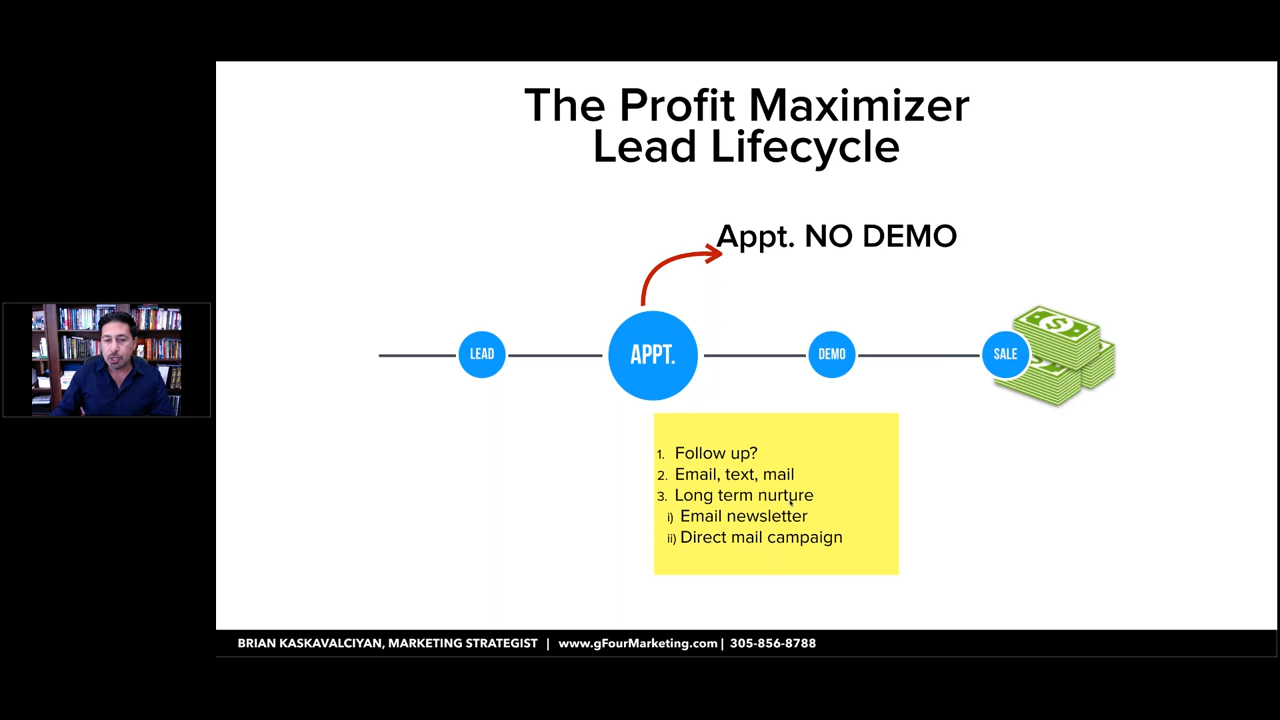 The Profit Maximizer
Lead Lifecycle
Appt. NO DEMO
LEAD
APPT.
DEMO
SALE
1. Follow up?
2. Email, text, mail
3. Long term nurture
i) Email newsletter
ii) Direct mail campaign
BRIAN KASKAVALCIYAN, MARKETING STRATEGIST | www.gFourMarketing.com | 305-856-8788